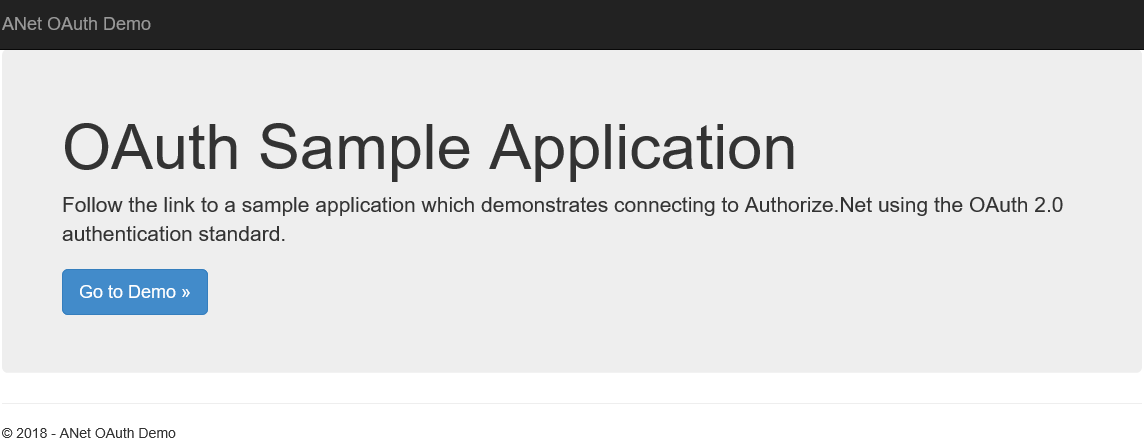 ANet OAuth Demo
OAuth Sample Application
Follow the link to a sample application which demonstrates connecting to Authorize.Net using the OAuth 2.0
authentication standard.
Go to Demo »
© 2018 - ANet OAuth Demo